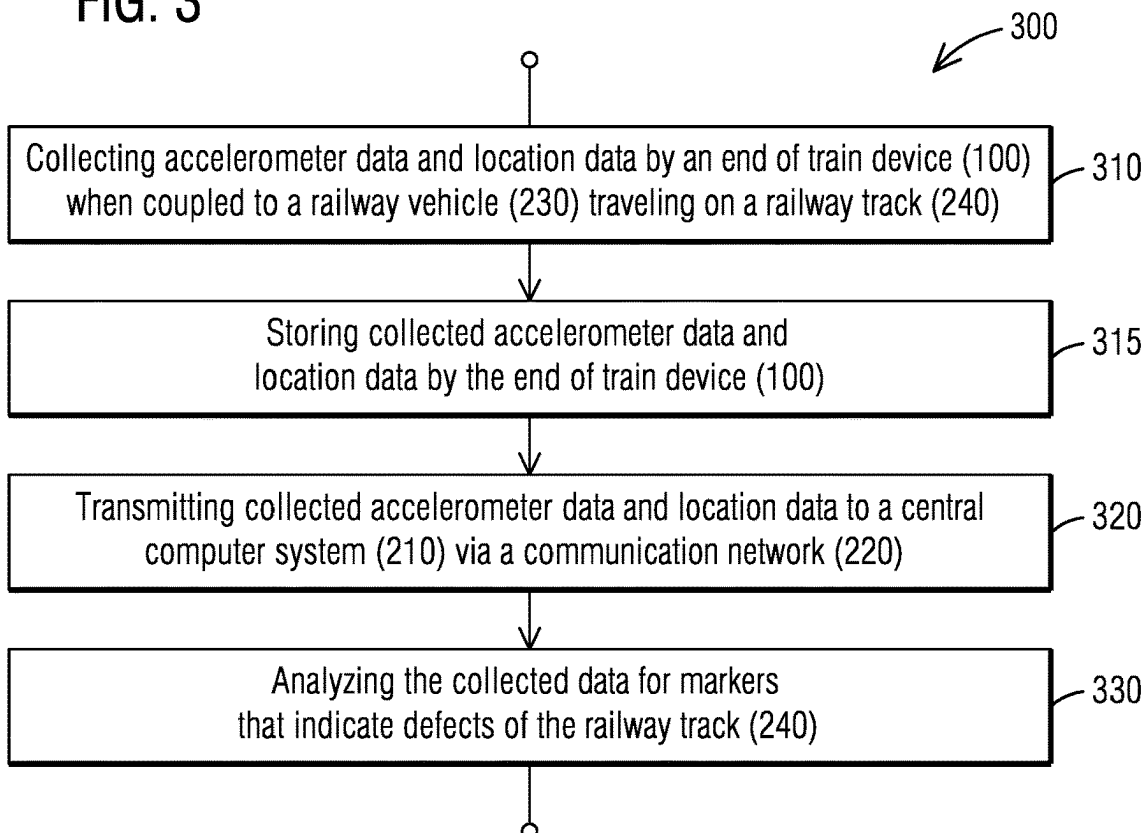 FIG. 3
300
Collecting accelerometer data and location data by an end of train device (100)
when coupled to a railway vehicle (230) traveling on a railway track (240)
310
Storing collected accelerometer data and
location data by the end of train device (100)
315
Transmitting collected accelerometer data and location data to a central
computer system (210) via a communication network (220)
320
Analyzing the collected data for markers
that indicate defects of the railway track (240)
330